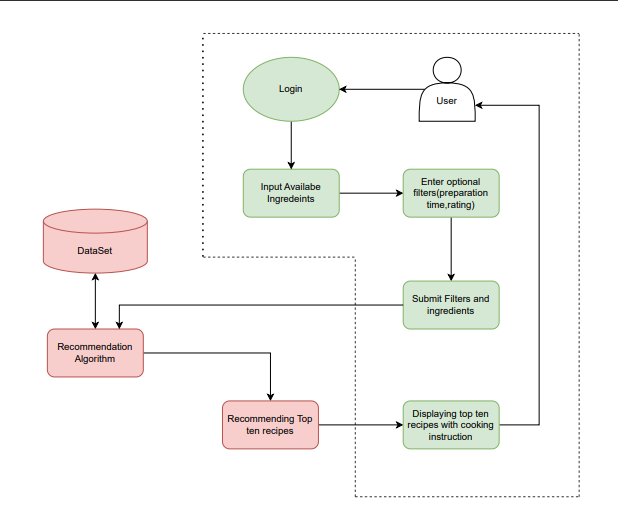 Login
User
Input Availabe
Ingredeints
Enter optional
filters(preparation
time,rating)
DataSet
Submit Filters and
ingredients
Recommendation
Algorithm
Recommending Top
ten recipes
Displaying top ten
recipes with cooking
instruction